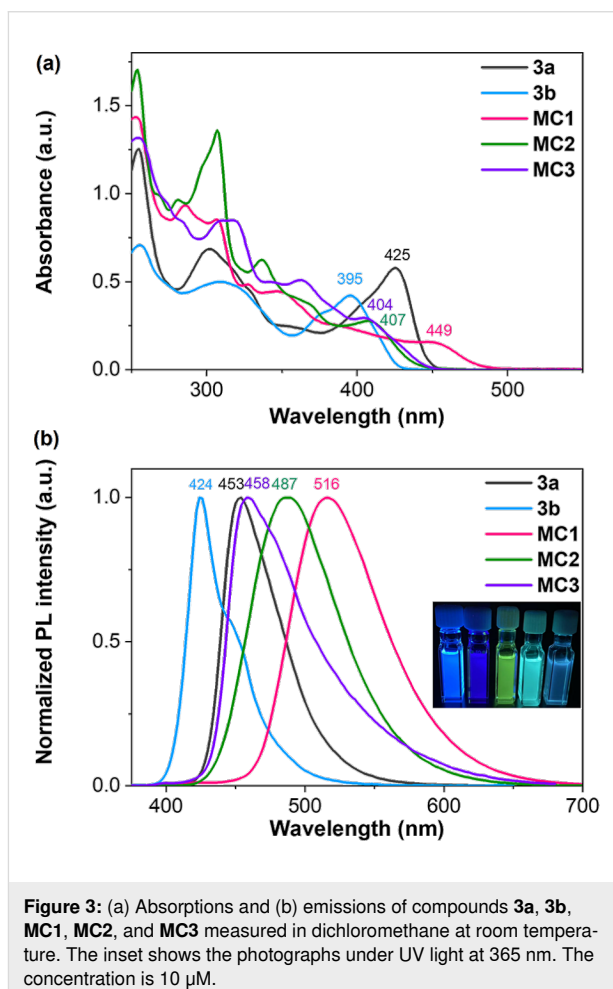 (a)
3a
3b
MC1
MC2
MC3
Absorbance (a.u.)
1.5
1.0
0.5
0.0
425
395
404
407
449
300
400
500
Wavelength (nm)
(b)
424
453
458
487
516
3a
3b
MC1
MC2
MC3
Normalized PL intensity (a.u.)
1.0
0.5
0.0
400
500
600
700
Wavelength (nm)
Figure 3: (a) Absorptions and (b) emissions of compounds 3a, 3b,
MC1, MC2, and MC3 measured in dichloromethane at room tempera-
ture. The inset shows the photographs under UV light at 365 nm. The
concentration is 10 µM.